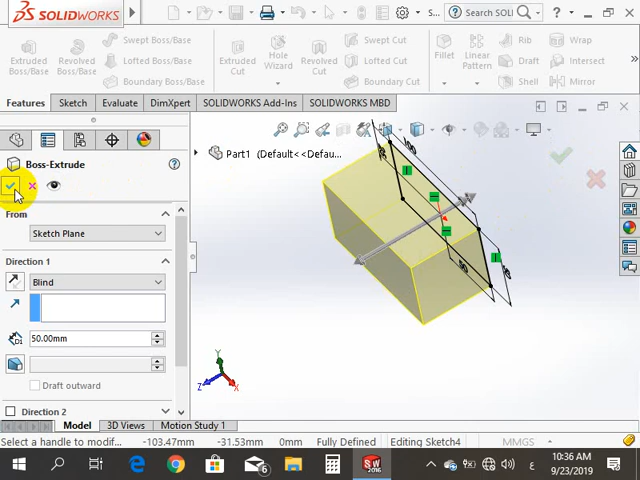 SOLIDWORKS
S...
Search SOLI
Extruded Boss/Base
Revolved Boss/Base
Swept Boss/Base
Lofted Boss/Base
Boundary Boss/Base
Extruded Cut
Hole Wizard
Revolved Cut
Swept Cut
Lofted Cut
Boundary Cut
Fillet
Linear Pattern
Rib
Draft
Shell
Wrap
Intersect
Mirror
Features
Sketch
Evaluate
DimXpert
SOLIDWORKS Add-Ins
SOLIDWORKS MBD
Boss-Extrude
Part1 (Default<<Defau...
From
Sketch Plane
Direction 1
Blind
50.00mm
Draft outward
Direction 2
Y
Z
X
Model
3D Views
Motion Study 1
Select a handle to modif...
-103.47mm
-31.53mm
0mm
Fully Defined
Editing Sketch4
MMGS
6
SW
2016
ع
10:36 AM
9/23/2019